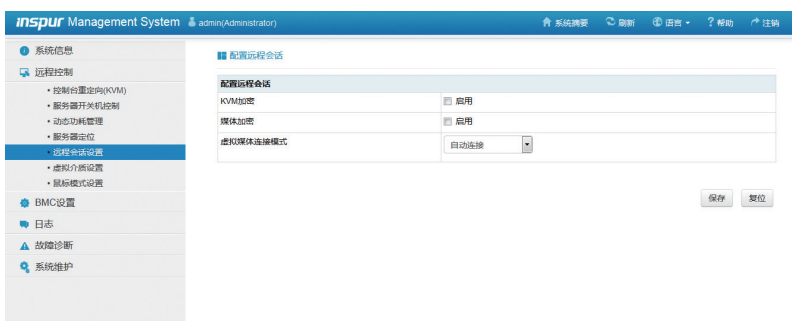 inspur Management System admin(Administrator) 系统摘要 刷新 语言 ? 帮助 注销
系统信息
远程控制
• 控制台重定向(KVM)
• 服务器开关机控制
• 动态功耗管理
• 服务器定位
• 远程会话设置
• 虚拟介质设置
• 鼠标模式设置
BMC设置
日志
故障诊断
系统维护
配置远程会话
配置远程会话
KVM加密 启用
媒体加密 启用
虚拟媒体连接模式 自动连接
保存 复位